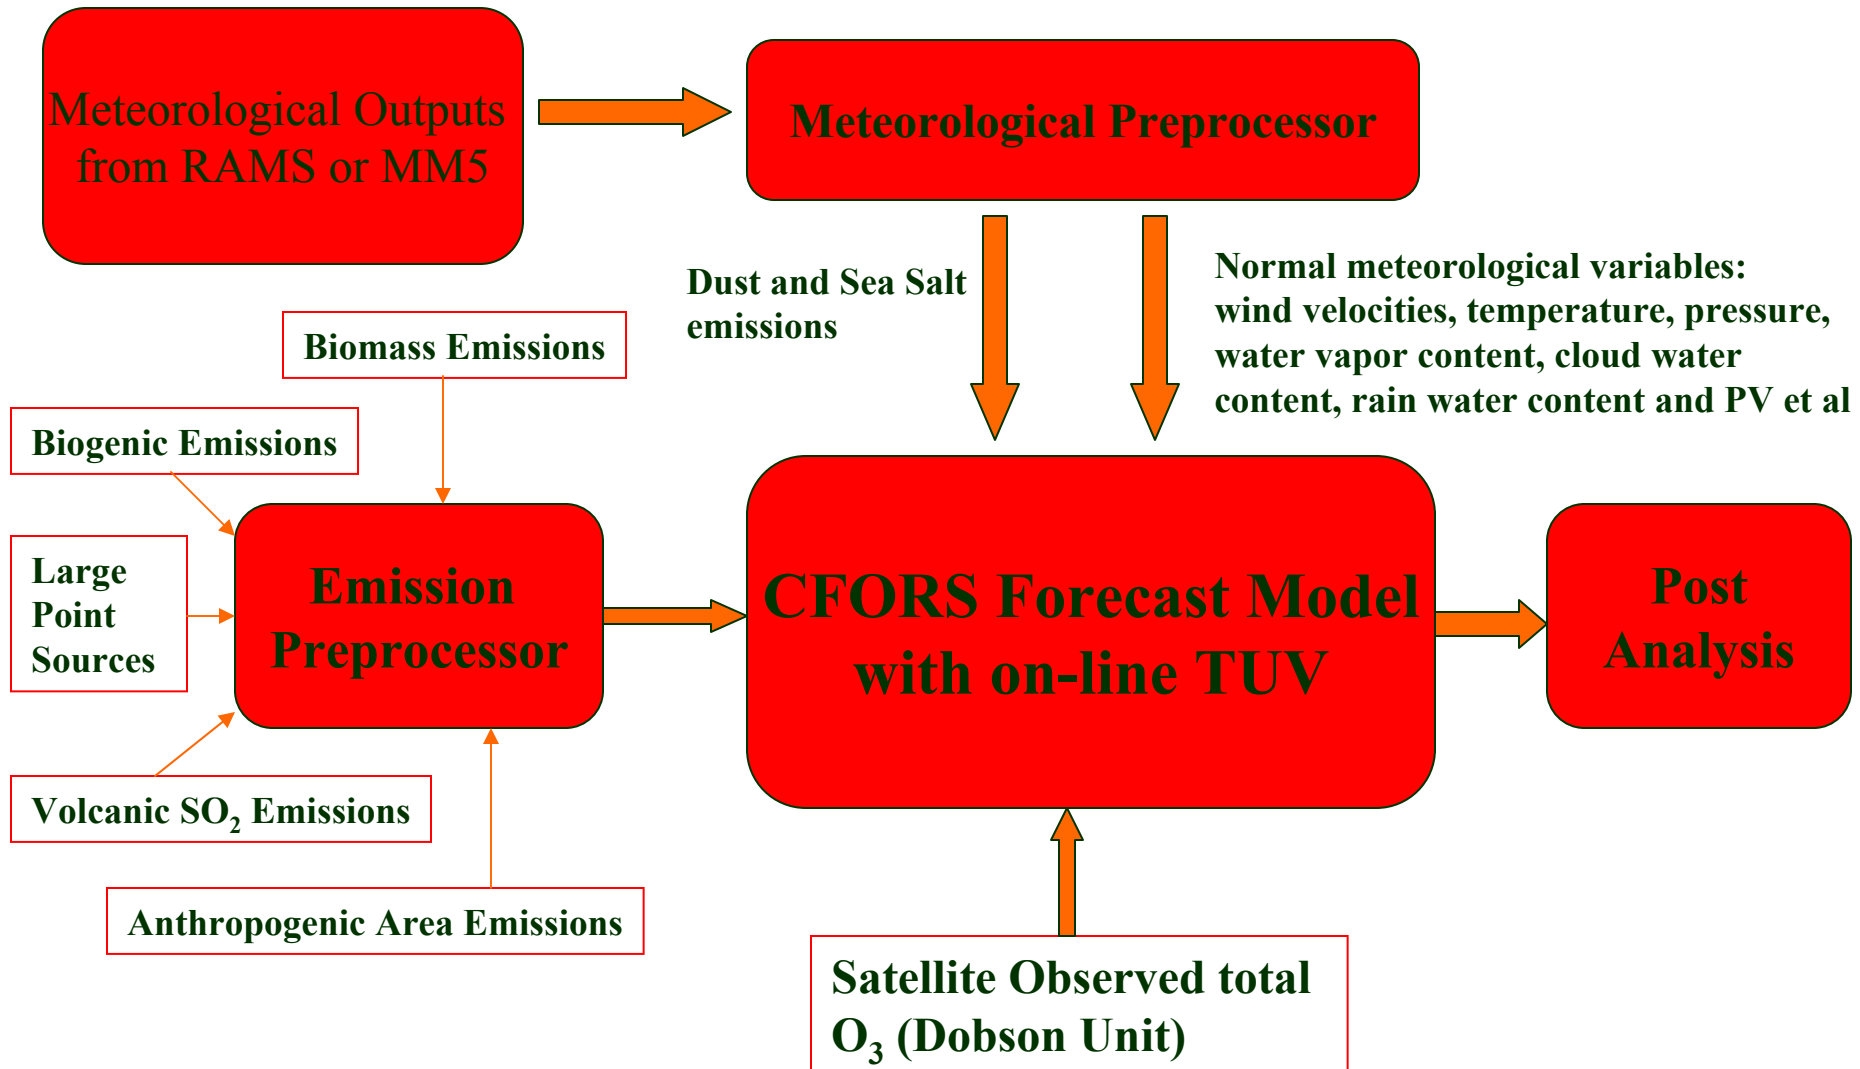 Meteorological Outputs
from RAMS or MM5
Meteorological Preprocessor
Dust and Sea Salt
emissions
Normal meteorological variables:
wind velocities, temperature, pressure,
water vapor content, cloud water
content, rain water content and PV et al
Biomass Emissions
Biogenic Emissions
Large
Point
Sources
Emission
Preprocessor
CFORS Forecast Model
with on-line TUV
Post
Analysis
Volcanic SO₂ Emissions
Anthropogenic Area Emissions
Satellite Observed total
O₃ (Dobson Unit)